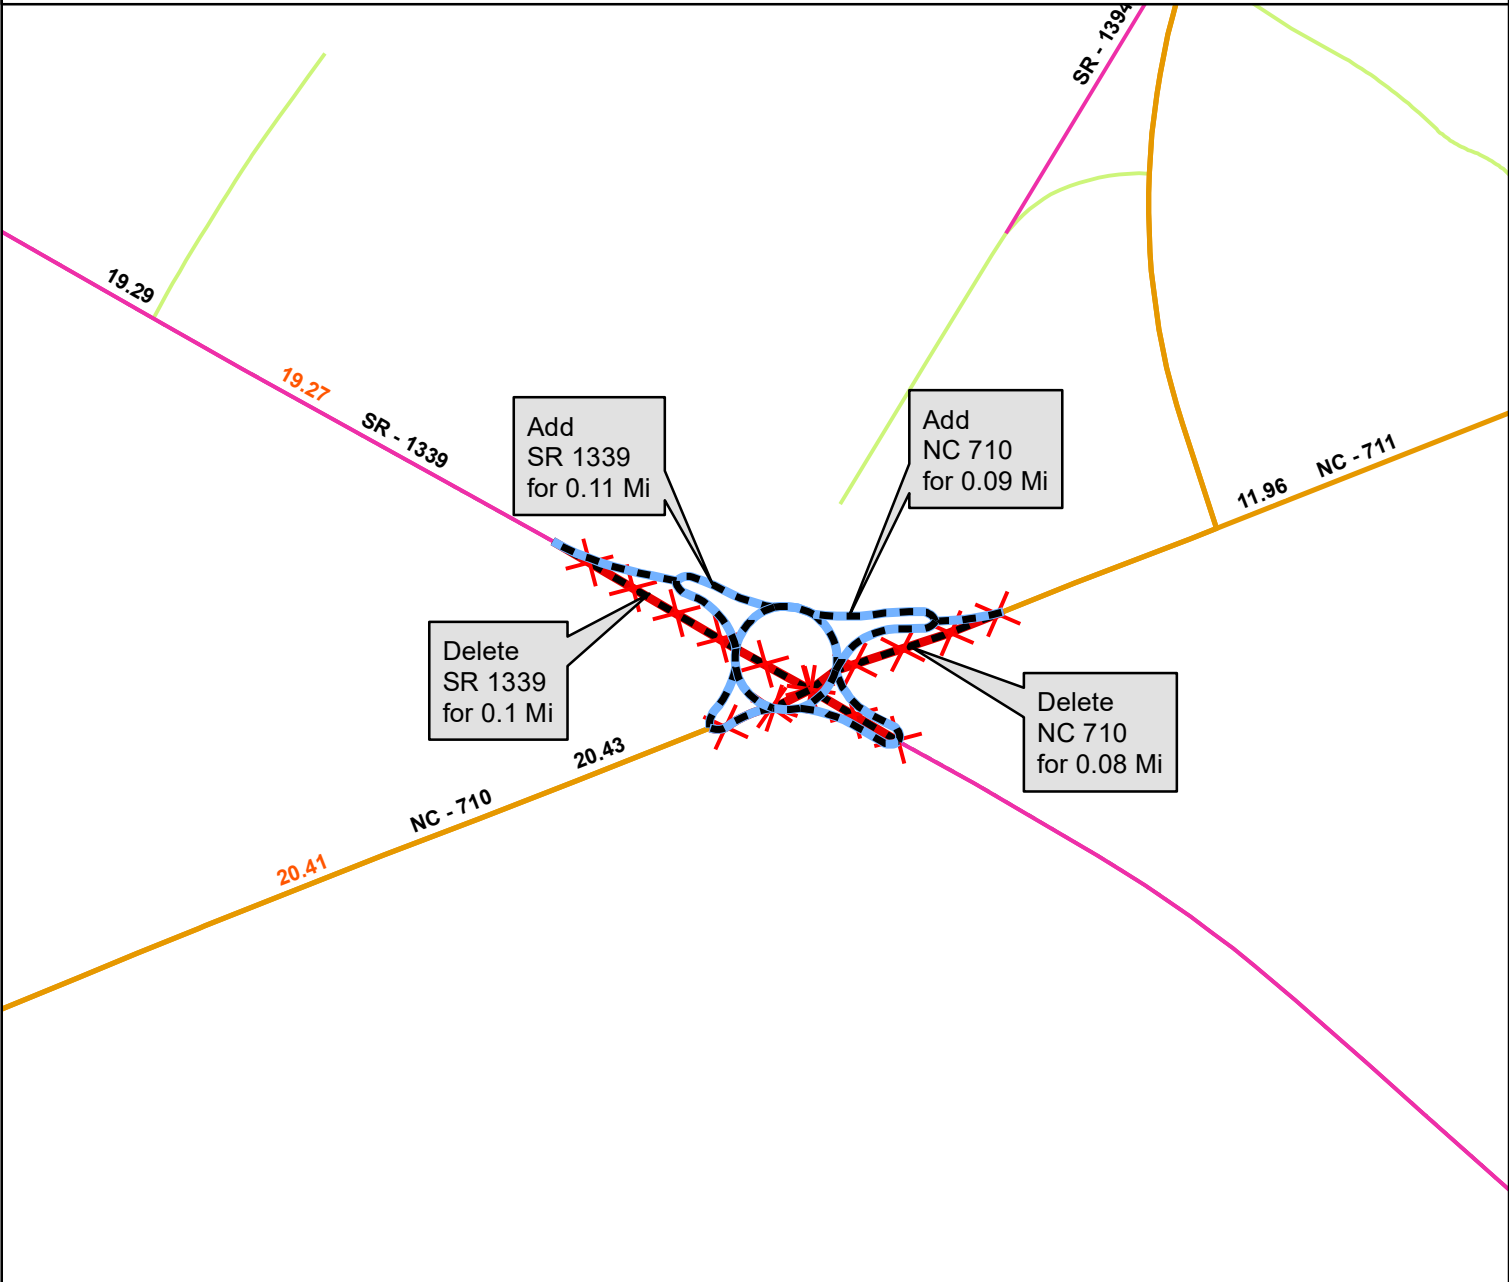 SR - 1394
19.29
19.27
SR - 1339
Add
SR 1339
for 0.11 Mi
Add
NC 710
for 0.09 Mi
NC - 711
11.96
Delete
SR 1339
for 0.1 Mi
Delete
NC 710
for 0.08 Mi
20.43
NC - 710
20.41